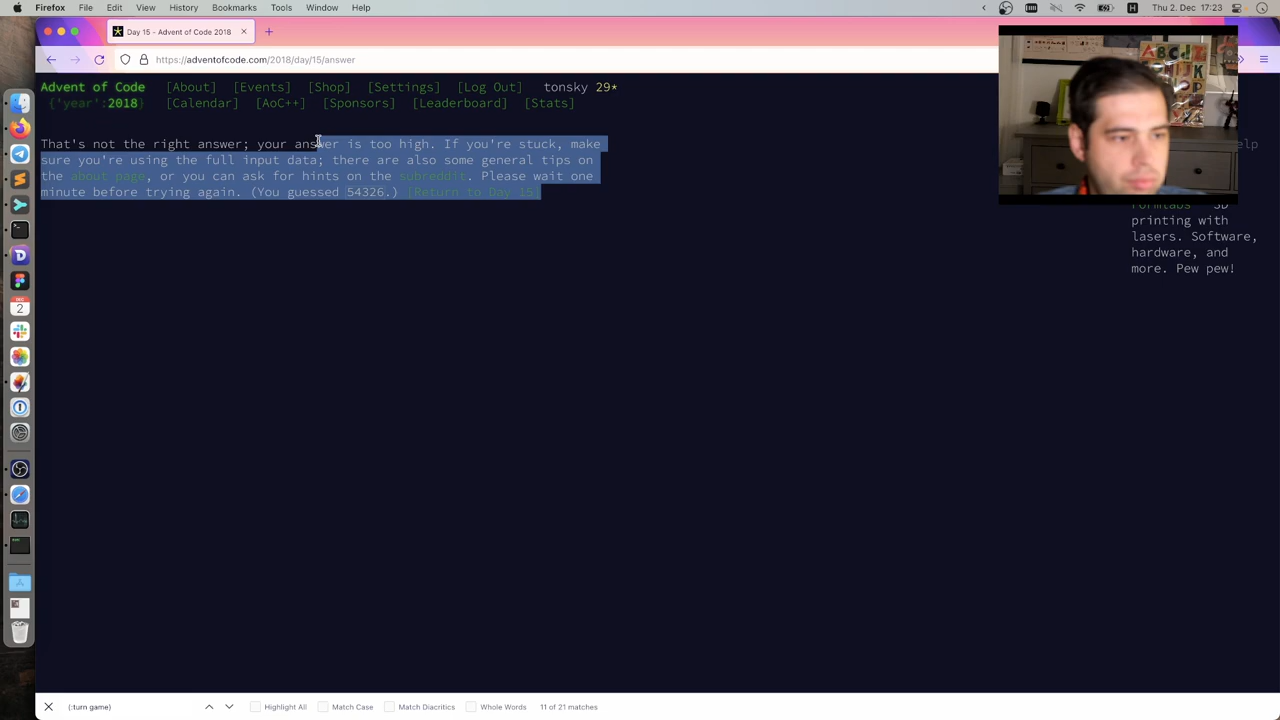 Firefox File Edit View History Bookmarks Tools Window Help
Thu 2. Dec 17:23
Day 15 - Advent of Code 2018
https://adventofcode.com/2018/day/15/answer
Advent of Code [About] [Events] [Shop] [Settings] [Log Out] tonsky 29*
{'year':2018} [Calendar] [AoC++] [Sponsors] [Leaderboard] [Stats]
That's not the right answer; your answer is too high. If you're stuck, make
sure you're using the full input data; there are also some general tips on
the about page, or you can ask for hints on the subreddit. Please wait one
minute before trying again. (You guessed 54326.) [Return to Day 15]
printing with
lasers. Software,
hardware, and
more. Pew pew!
DEC
2
(:turn game)
Highlight All
Match Case
Match Diacritics
Whole Words
11 of 21 matches